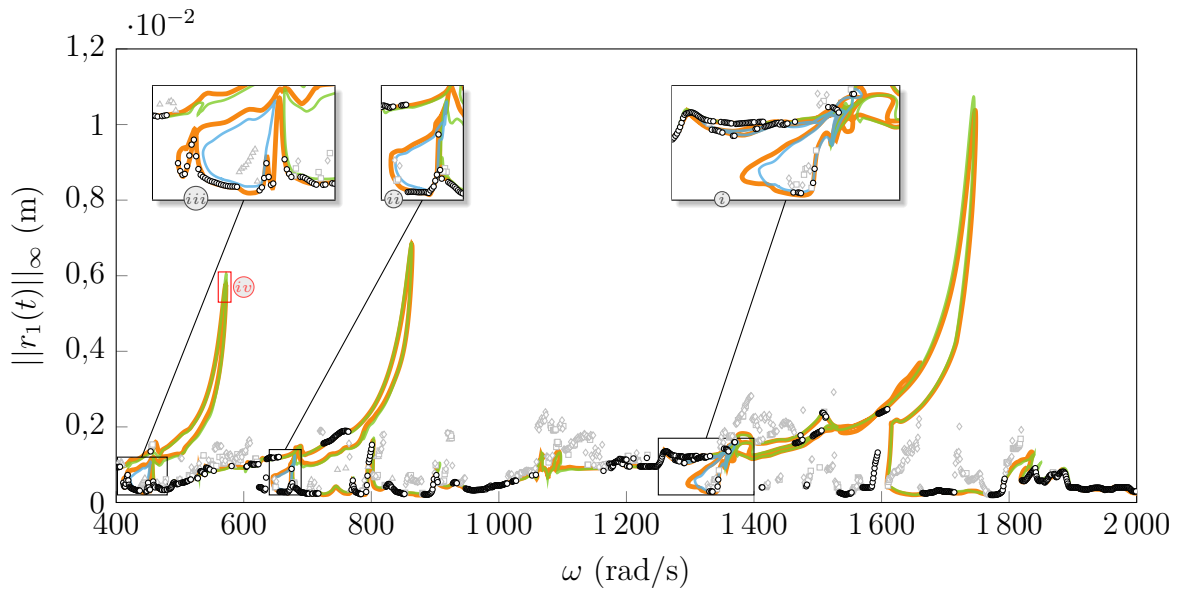 ·10⁻²
1,2
1
0,8
0,6
0,4
0,2
0
||r₁(t)||∞ (m)
iii
ii
i
iv
400 600 800 1 000 1 200 1 400 1 600 1 800 2 000
ω (rad/s)